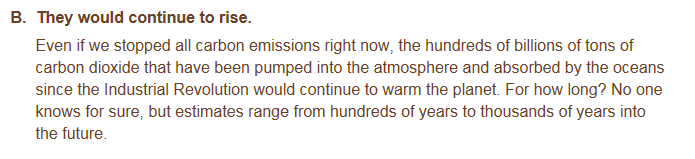 B. They would continue to rise.
Even if we stopped all carbon emissions right now, the hundreds of billions of tons of
carbon dioxide that have been pumped into the atmosphere and absorbed by the oceans
since the Industrial Revolution would continue to warm the planet. For how long? No one
knows for sure, but estimates range from hundreds of years to thousands of years into
the future.